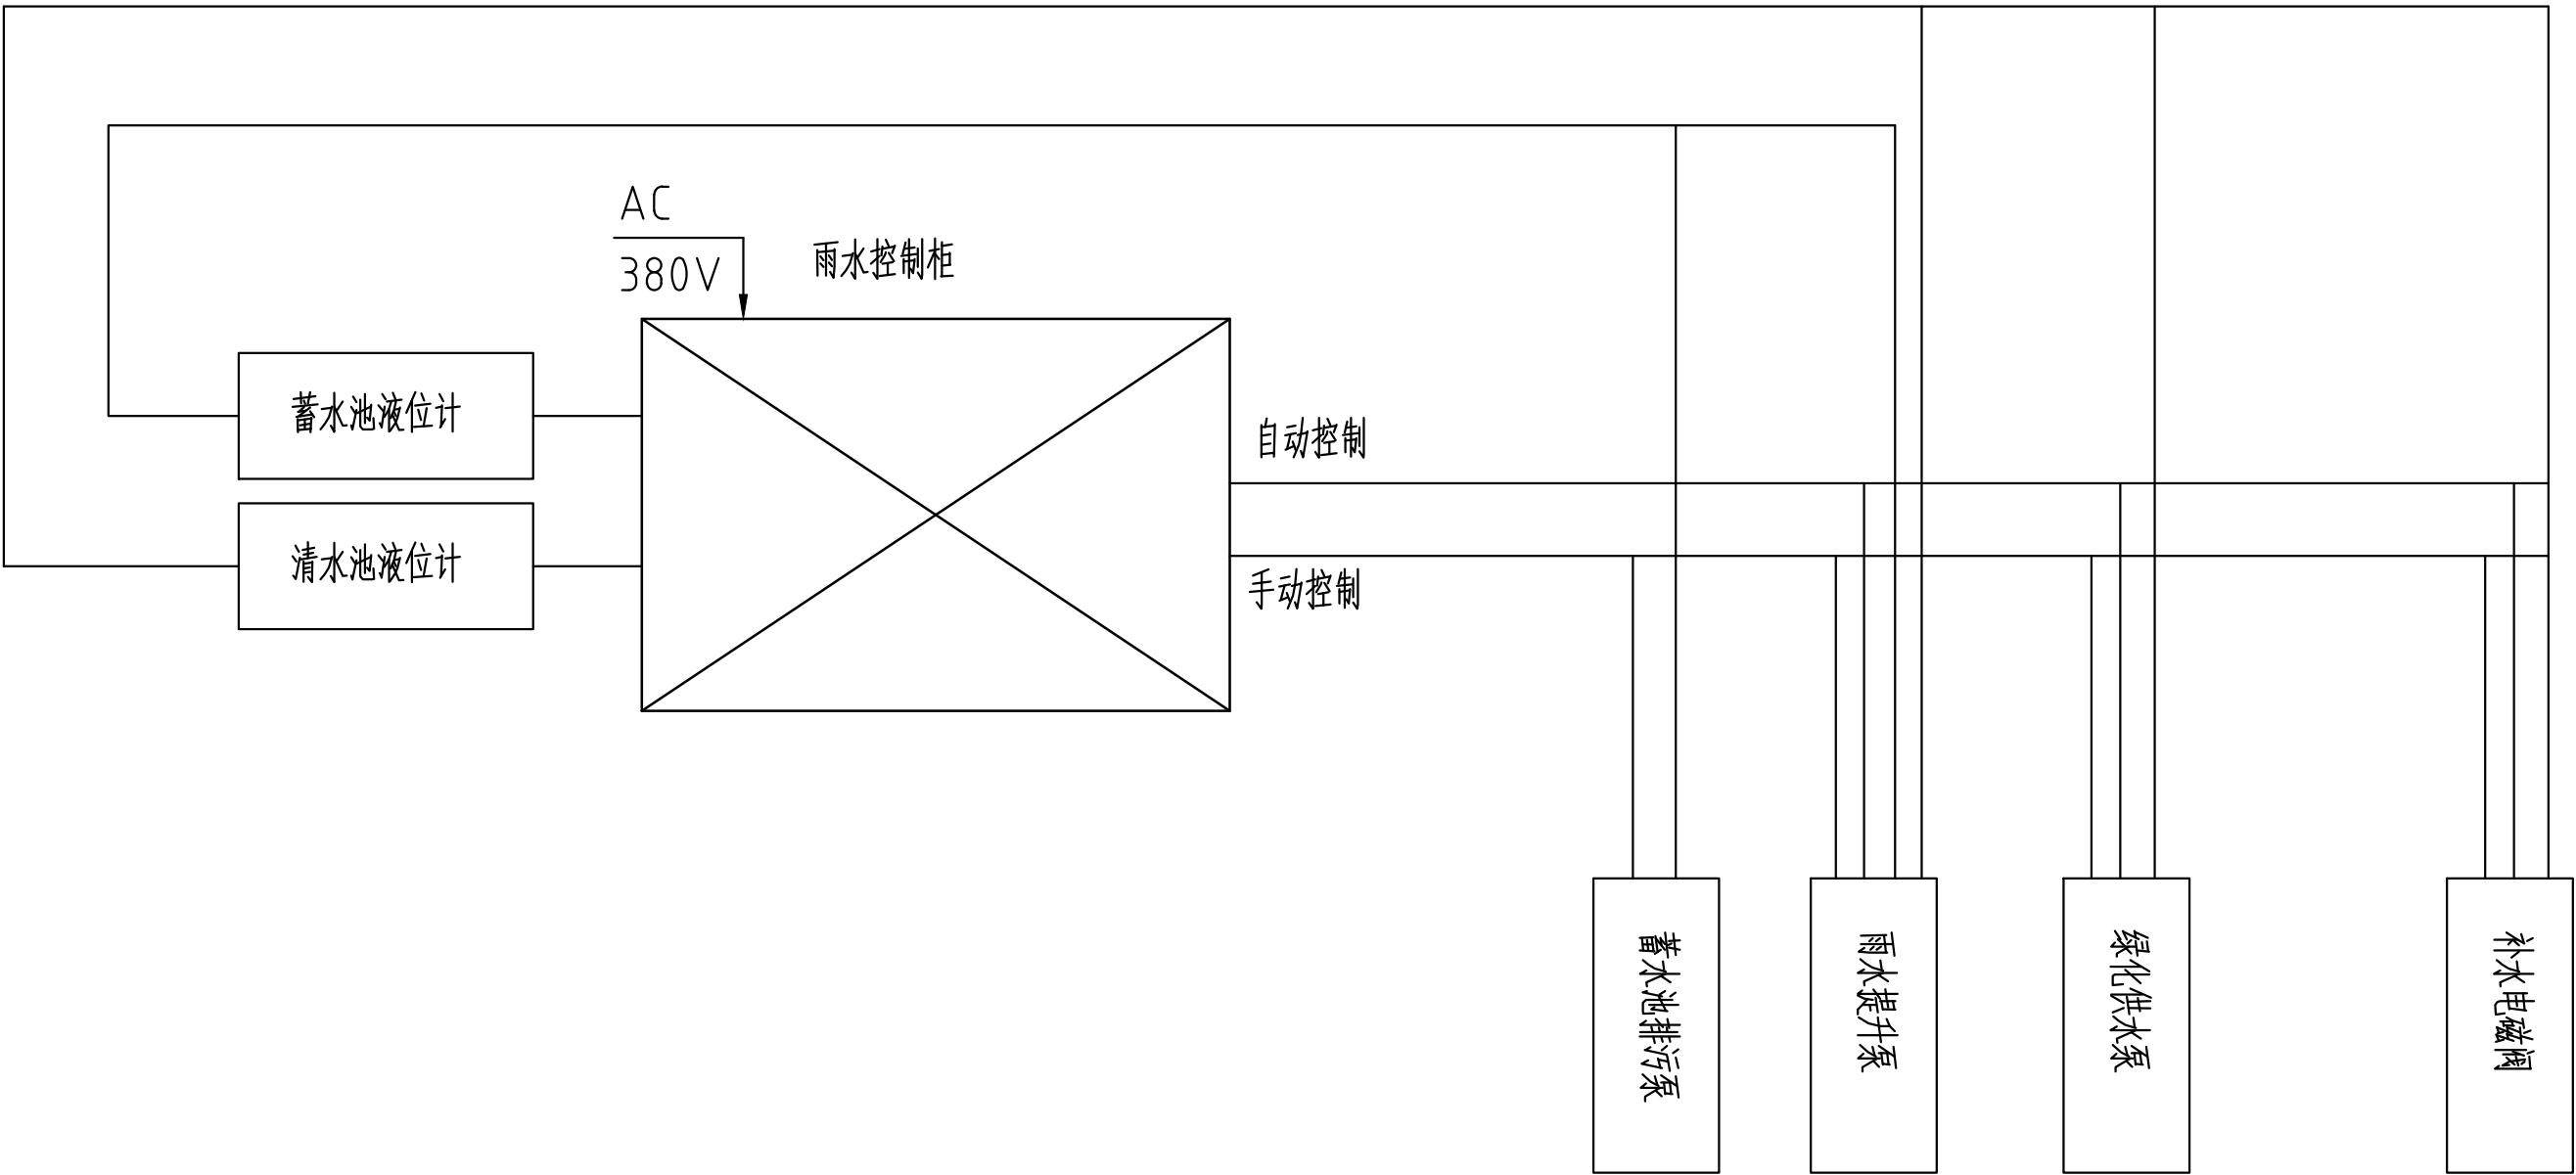 AC
380V
雨水控制柜
蓄水池液位计
清水池液位计
自动控制
手动控制
蓄水池排污泵
雨水提升泵
绿化供水泵
补水电磁阀